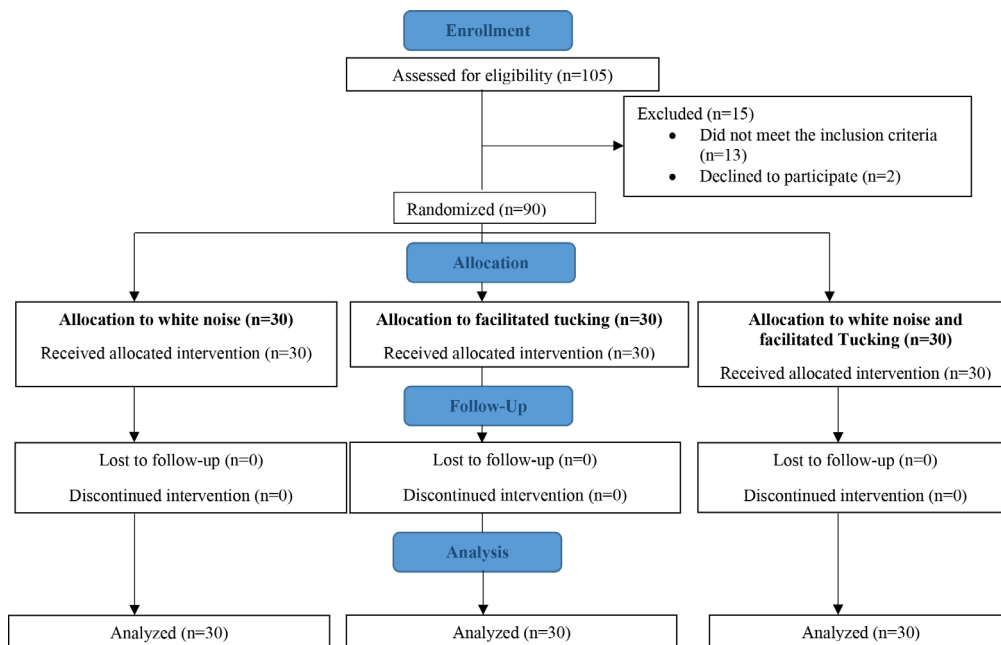 Enrollment
Assessed for eligibility (n=105)
Excluded (n=15)
• Did not meet the inclusion criteria
(n=13)
• Declined to participate (n=2)
Randomized (n=90)
Allocation
Allocation to white noise (n=30)
Received allocated intervention (n=30)
Allocation to facilitated tucking (n=30)
Received allocated intervention (n=30)
Allocation to white noise and
facilitated Tucking (n=30)
Received allocated intervention (n=30)
Follow-Up
Lost to follow-up (n=0)
Discontinued intervention (n=0)
Lost to follow-up (n=0)
Discontinued intervention (n=0)
Lost to follow-up (n=0)
Discontinued intervention (n=0)
Analysis
Analyzed (n=30)
Analyzed (n=30)
Analyzed (n=30)